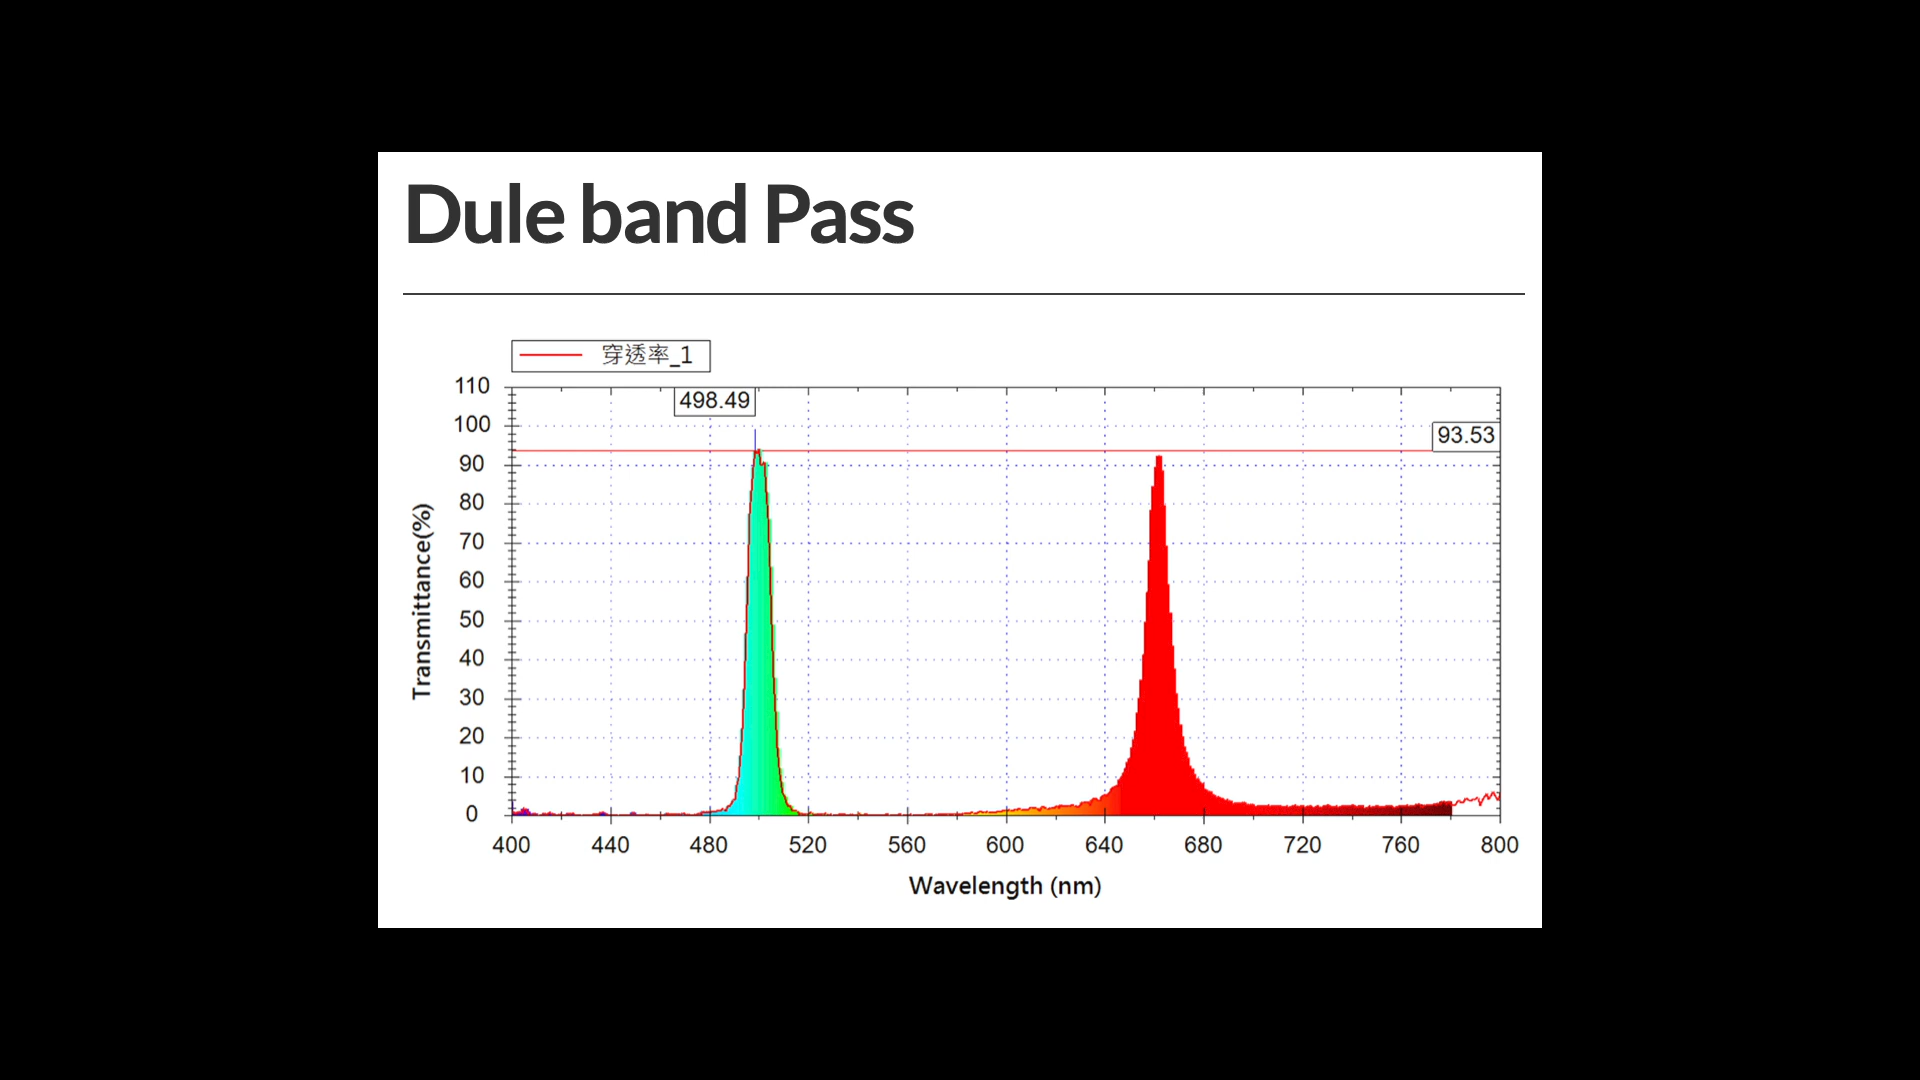 Dule band Pass
穿透率_1
110
498.49
100
93.53
90
80
70
60
50
40
30
20
10
0
Transmittance(%)
400 440 480 520 560 600 640 680 720 760 800
Wavelength (nm)